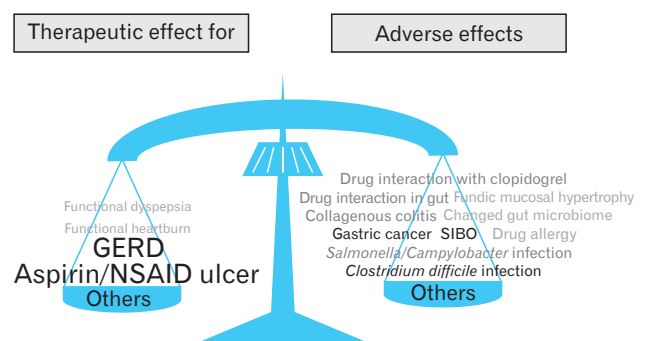 Therapeutic effect for
Adverse effects
Functional dyspepsia
Functional heartburn
GERD
Aspirin/NSAID ulcer
Others
Drug interaction with clopidogrel
Drug interaction in gut Fundic mucosal hypertrophy
Collagenous colitis Changed gut microbiome
Gastric cancer SIBO Drug allergy
Salmonella/Campylobacter infection
Clostridium difficile infection
Others